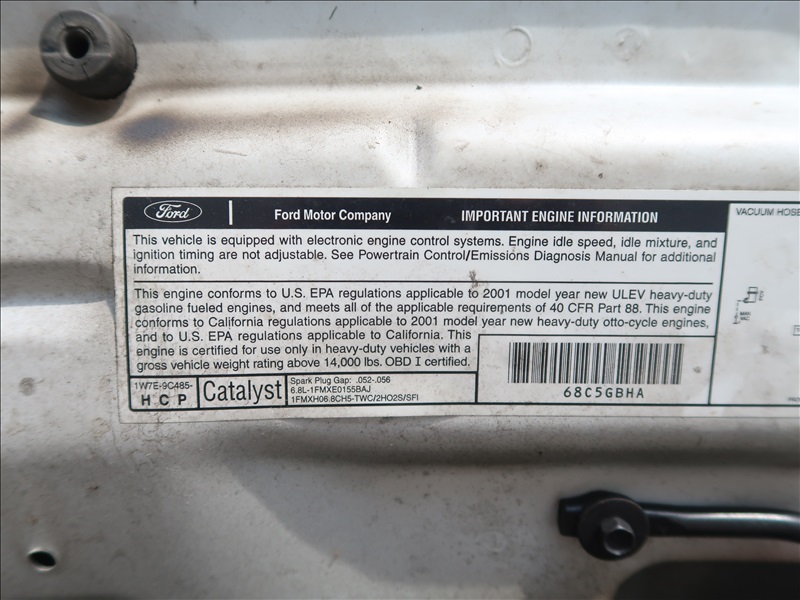 Ford
Ford Motor Company
IMPORTANT ENGINE INFORMATION
This vehicle is equipped with electronic engine control systems. Engine idle speed, idle mixture, and
ignition timing are not adjustable. See Powertrain Control/Emissions Diagnosis Manual for additional
information.
This engine conforms to U.S. EPA regulations applicable to 2001 model year new ULEV heavy-duty
gasoline fueled engines, and meets all of the applicable requirements of 40 CFR Part 88. This engine
conforms to California regulations applicable to 2001 model year new heavy-duty otto-cycle engines,
and to U.S. EPA regulations applicable to California. This
engine is certified for use only in heavy-duty vehicles with a
gross vehicle weight rating above 14,000 lbs. OBD I certified.
1W7E-9C485-
H C P
Catalyst
Spark Plug Gap: .052-.056
6.8L-1FMXE0155BAJ
1FMXH06.8CH5-TWC/2HO2S/SFI
68C5GBHA
VACUUM HOSE